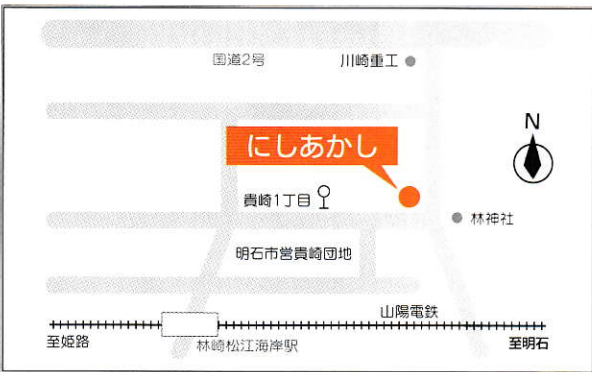 国道2号
川崎重工
N
にしあかし
貴崎1丁目
林神社
明石市営貴崎団地
山陽電鉄
至姫路
林崎松江海岸駅
至明石